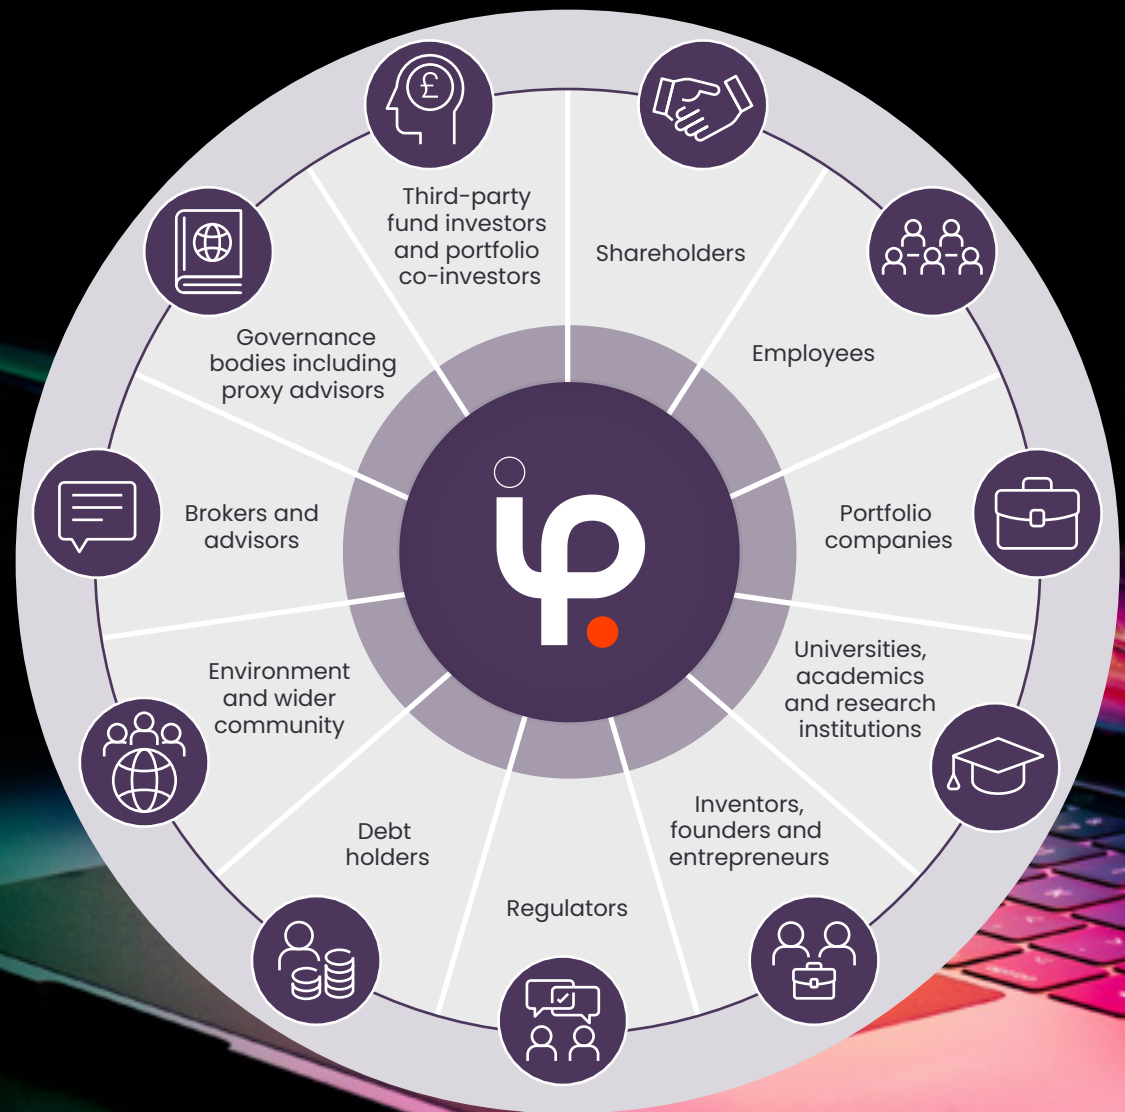 Third-party
fund investors
and portfolio
co-investors
Shareholders
Employees
Governance
bodies including
proxy advisors
Brokers and
advisors
Portfolio
companies
Universities,
academics
and research
institutions
Environment
and wider
community
Inventors,
founders and
entrepreneurs
Debt
holders
Regulators
ip.
£
option